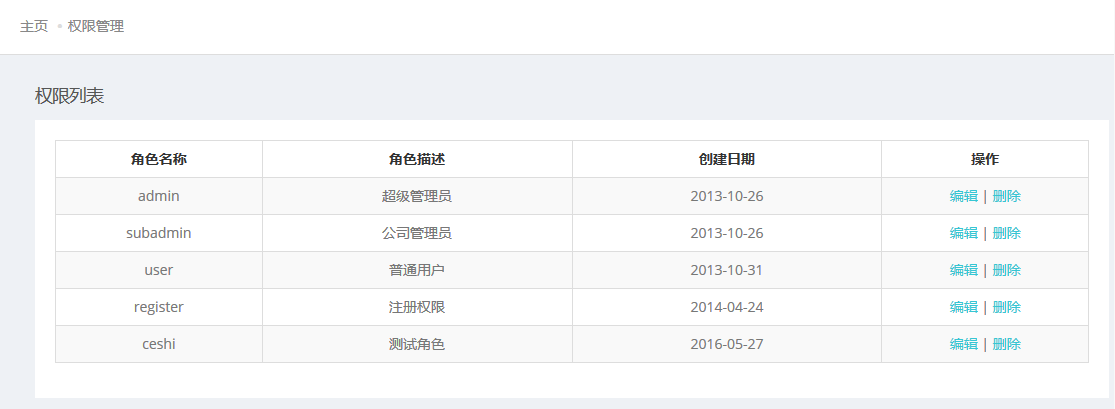 主页 权限管理
权限列表
角色名称 角色描述 创建日期 操作
admin 超级管理员 2013-10-26 编辑 | 删除
subadmin 公司管理员 2013-10-26 编辑 | 删除
user 普通用户 2013-10-31 编辑 | 删除
register 注册权限 2014-04-24 编辑 | 删除
ceshi 测试角色 2016-05-27 编辑 | 删除